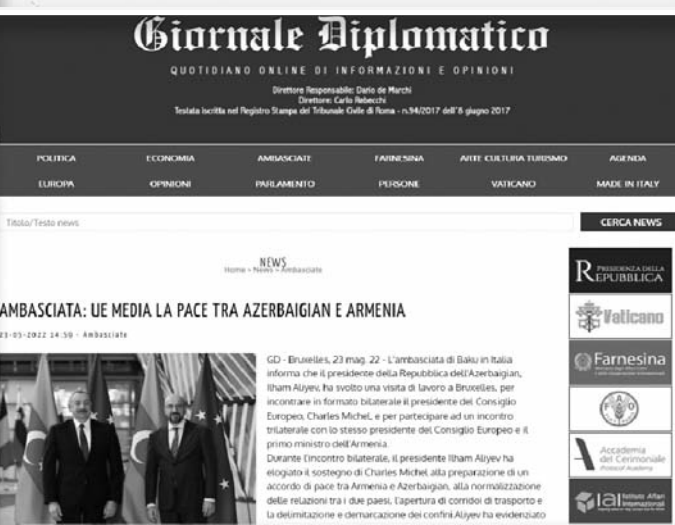 Giornale Diplomatico
QUOTIDIANO ONLINE DI INFORMAZIONI E OPINIONI
Direttore Responsabile: Dario de Marchi
Direttore: Carlo Rebecchi
Testata iscritta nel Registro Stampa del Tribunale Civile di Roma - n.94/2017 dell'8 giugno 2017
POLITICA ECONOMIA AMBASCIATE FARNESINA ARTE CULTURA TURISMO AGENDA
EUROPA OPINIONI PARLAMENTO PERSONE VATICANO MADE IN ITALY
Titolo/Testo news CERCA NEWS
NEWS
Home » News » Ambasciate
AMBASCIATA: UE MEDIA LA PACE TRA AZERBAIGIAN E ARMENIA
23-05-2022 14:59 - Ambasciate
GD - Bruxelles, 23 mag. 22 - L'ambasciata di Baku in Italia
informa che il presidente della Repubblica dell'Azerbaigian,
Ilham Aliyev, ha svolto una visita di lavoro a Bruxelles, per
incontrare in formato bilaterale il presidente del Consiglio
Europeo, Charles Michel, e per partecipare ad un incontro
trilaterale con lo stesso presidente del Consiglio Europeo e il
primo ministro dell'Armenia.
Durante l'incontro bilaterale, il presidente Ilham Aliyev ha
elogiato il sostegno di Charles Michel alla preparazione di un
accordo di pace tra Armenia e Azerbaigian, alla normalizzazione
delle relazioni tra i due paesi, l'apertura di corridoi di trasporto e
la delimitazione e demarcazione dei confini.Aliyev ha evidenziato
PRESIDENZA DELLA
REPUBBLICA
Vaticano
Farnesina
FAO
Accademia
del Cerimoniale
Protocol Academy
IAI Istituto Affari
Internazionali